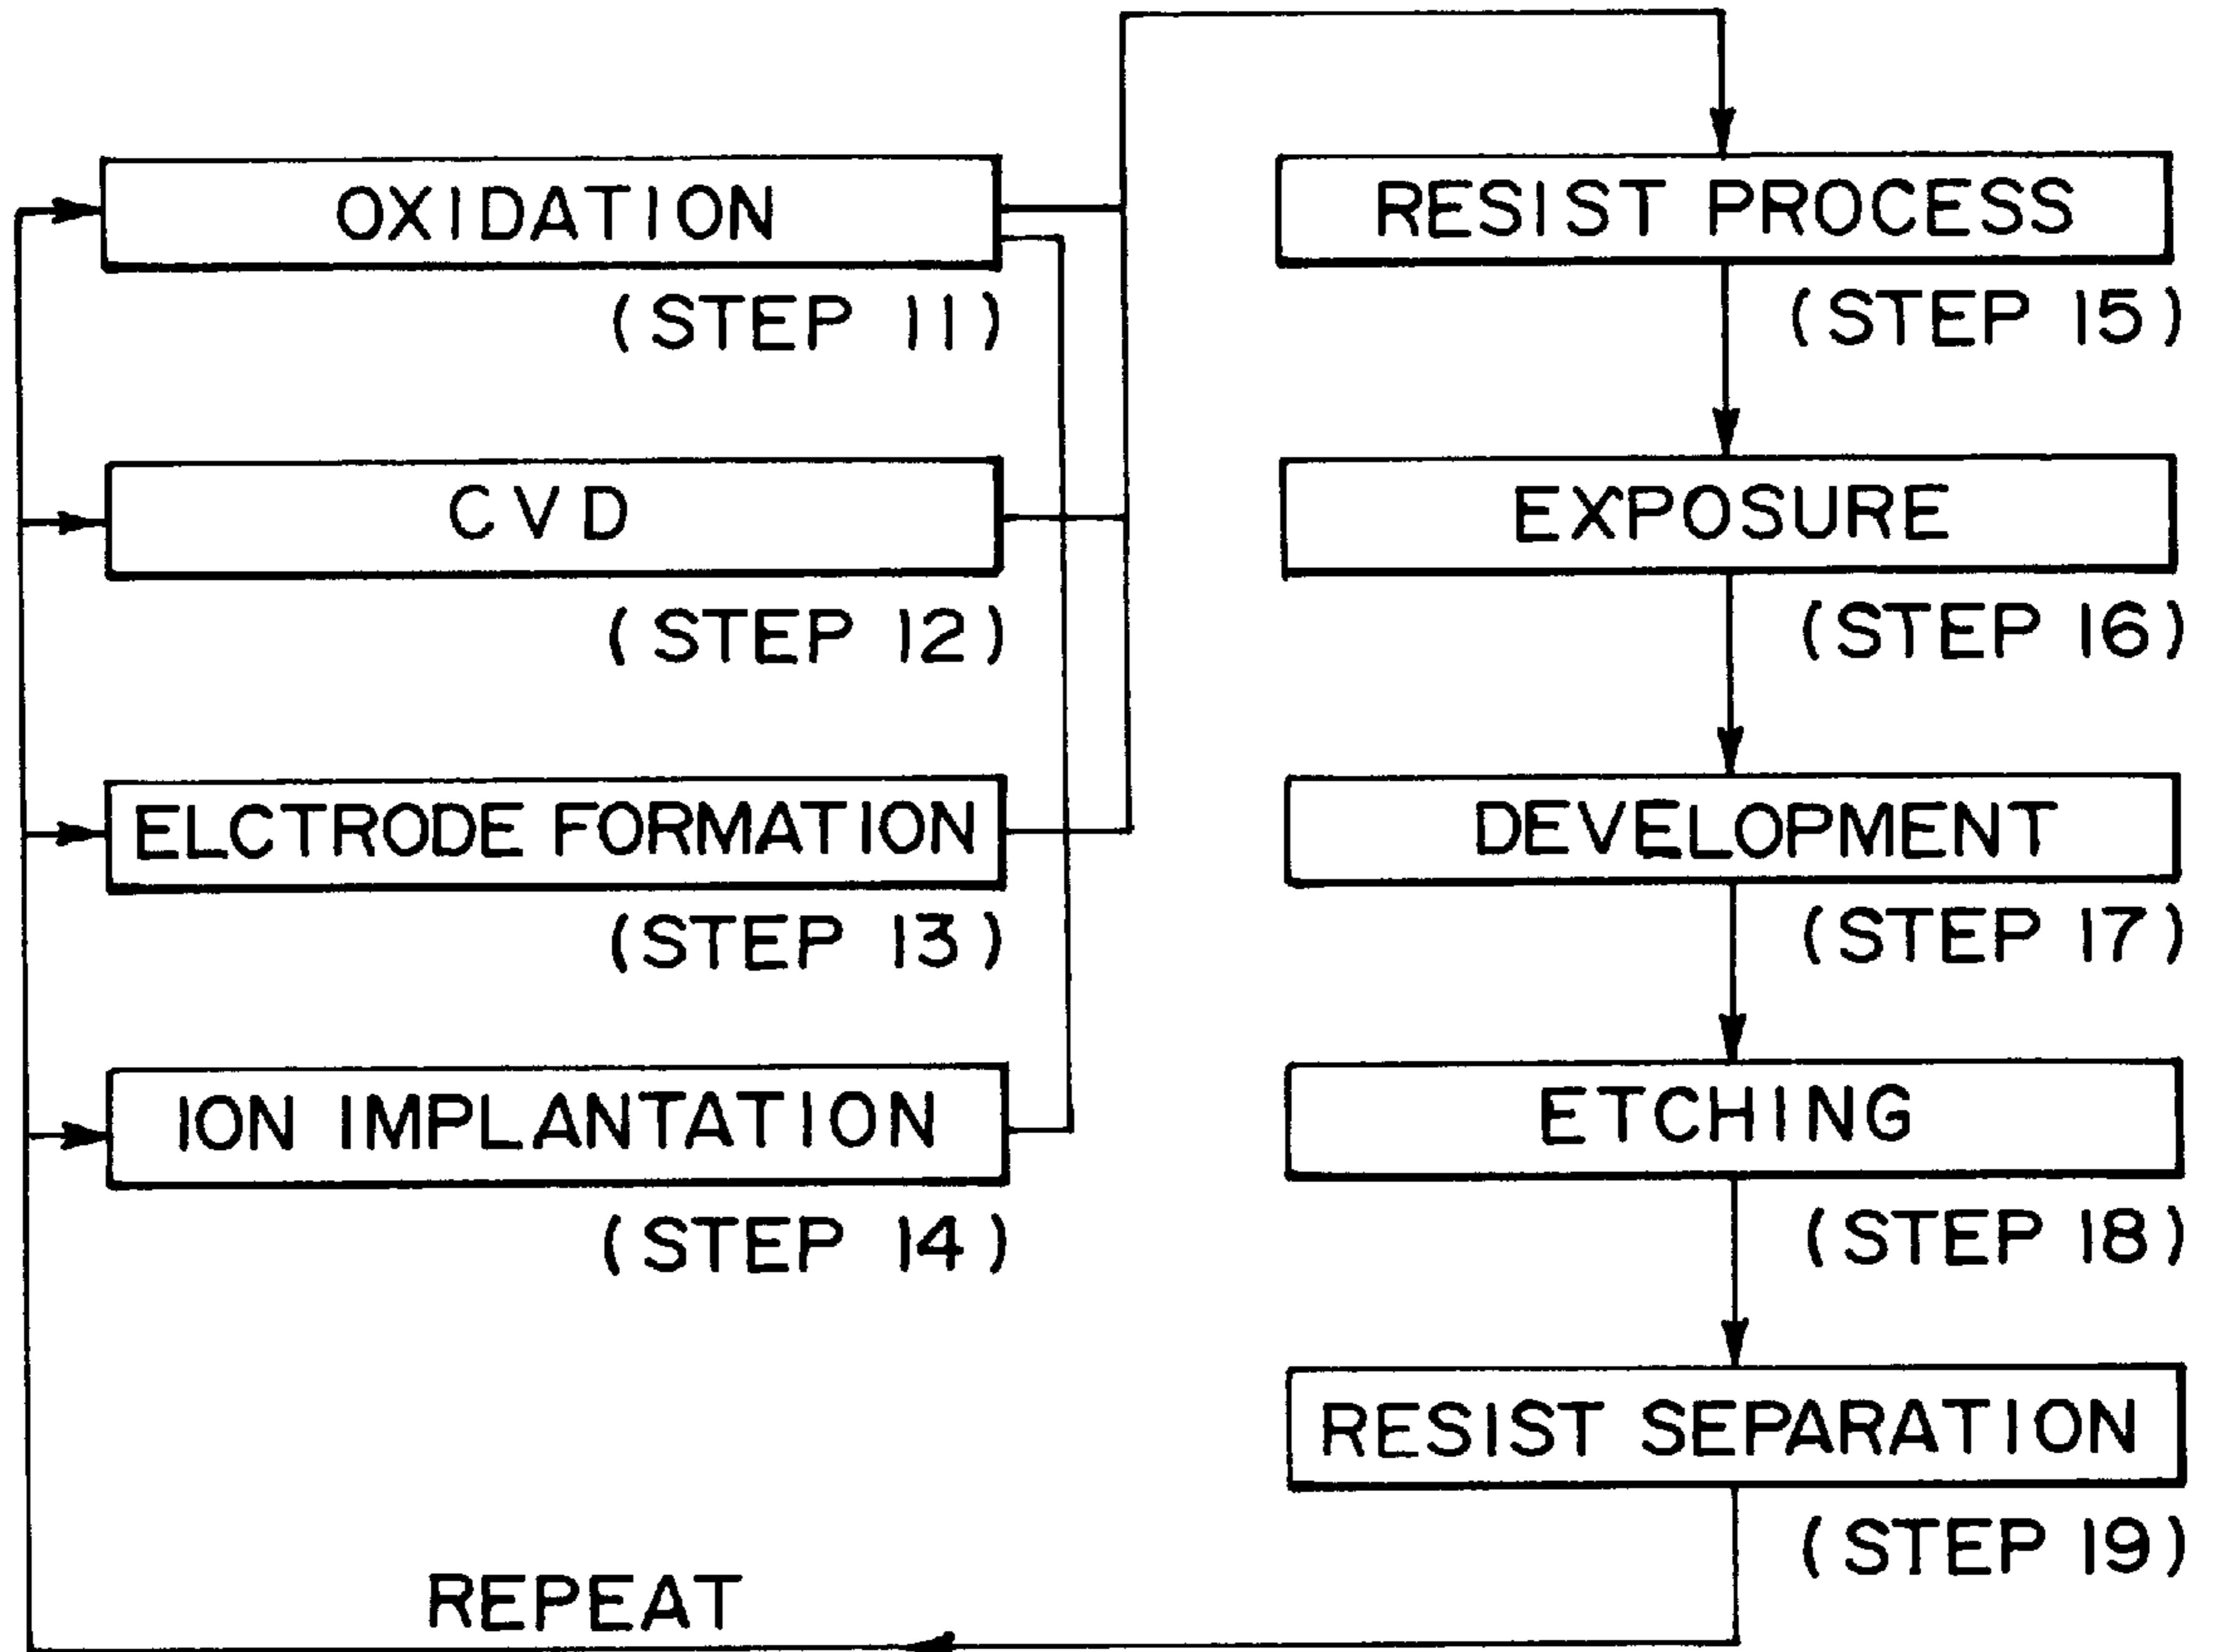 OXIDATION
(STEP 11)
CVD
(STEP 12)
ELCTRODE FORMATION
(STEP 13)
ION IMPLANTATION
(STEP 14)
RESIST PROCESS
(STEP 15)
EXPOSURE
(STEP 16)
DEVELOPMENT
(STEP 17)
ETCHING
(STEP 18)
RESIST SEPARATION
(STEP 19)
REPEAT